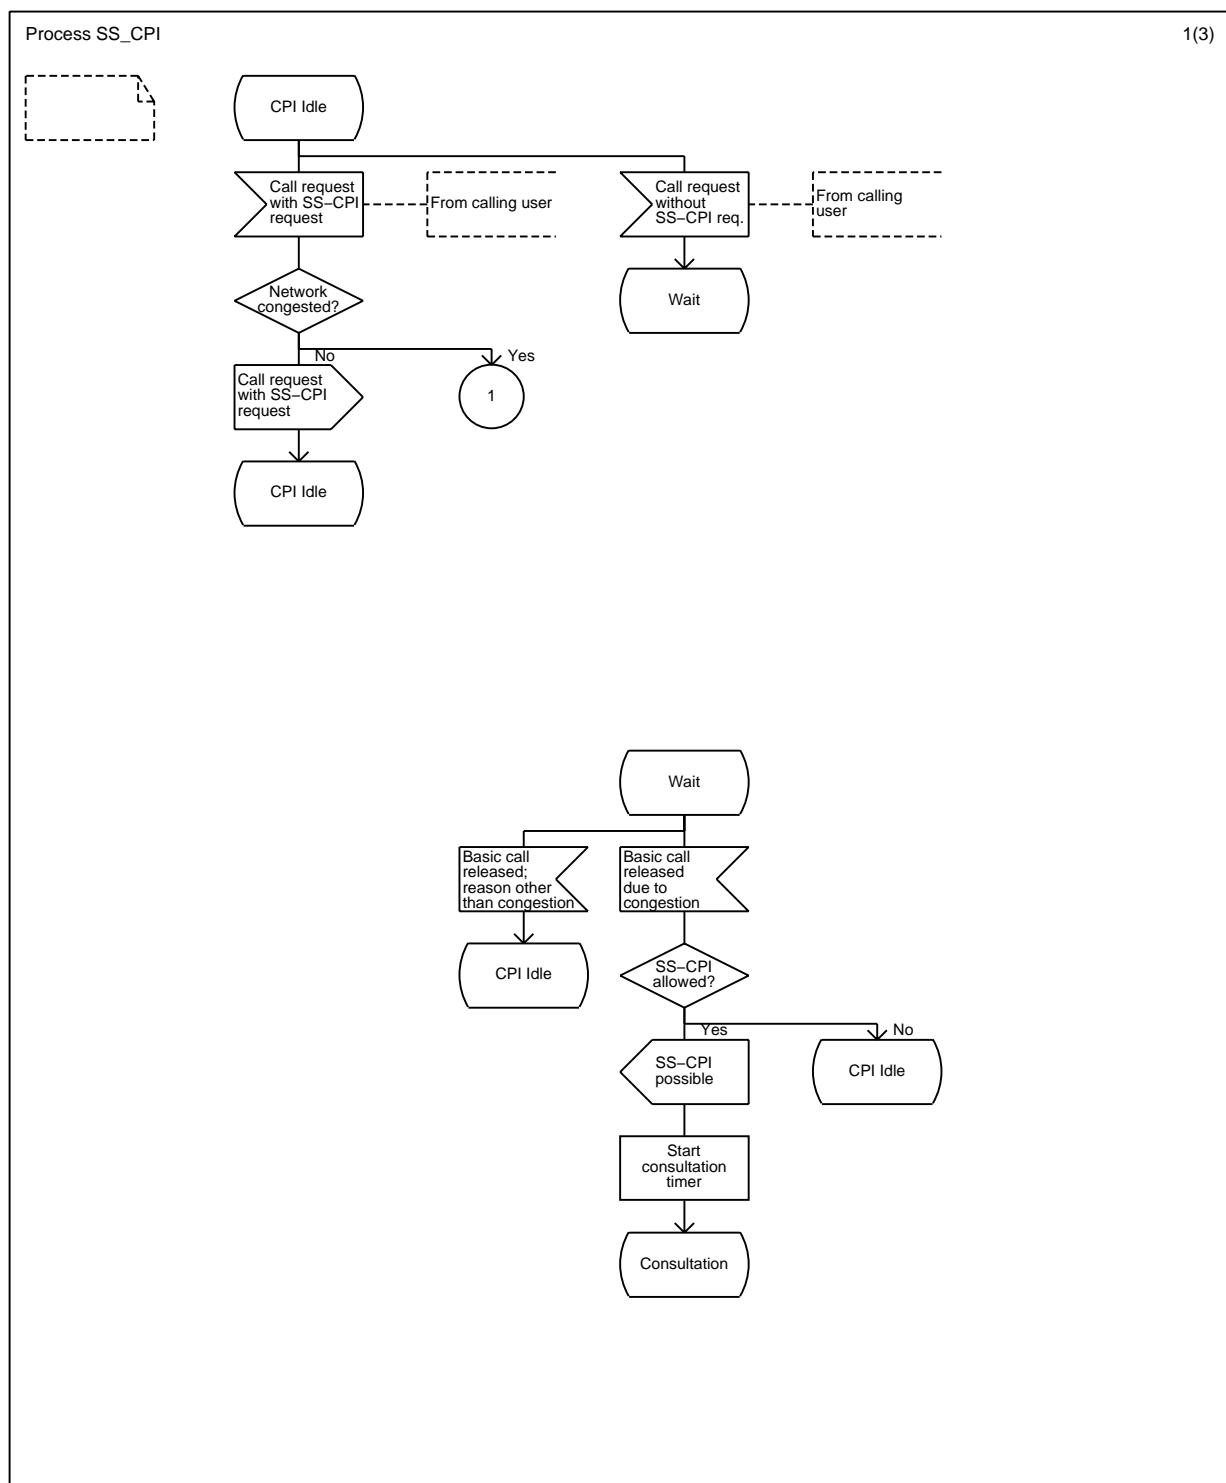 Process SS_CPI
1(3)
CPI Idle
Call request
with SS–CPI
request
From calling user
Call request
without
SS–CPI req.
From calling
user
Network
congested?
Wait
No
Yes
Call request
with SS–CPI
request
1
CPI Idle
Wait
Basic call
released;
reason other
than congestion
Basic call
released
due to
congestion
CPI Idle
SS–CPI
allowed?
Yes
No
SS–CPI
possible
CPI Idle
Start
consultation
timer
Consultation